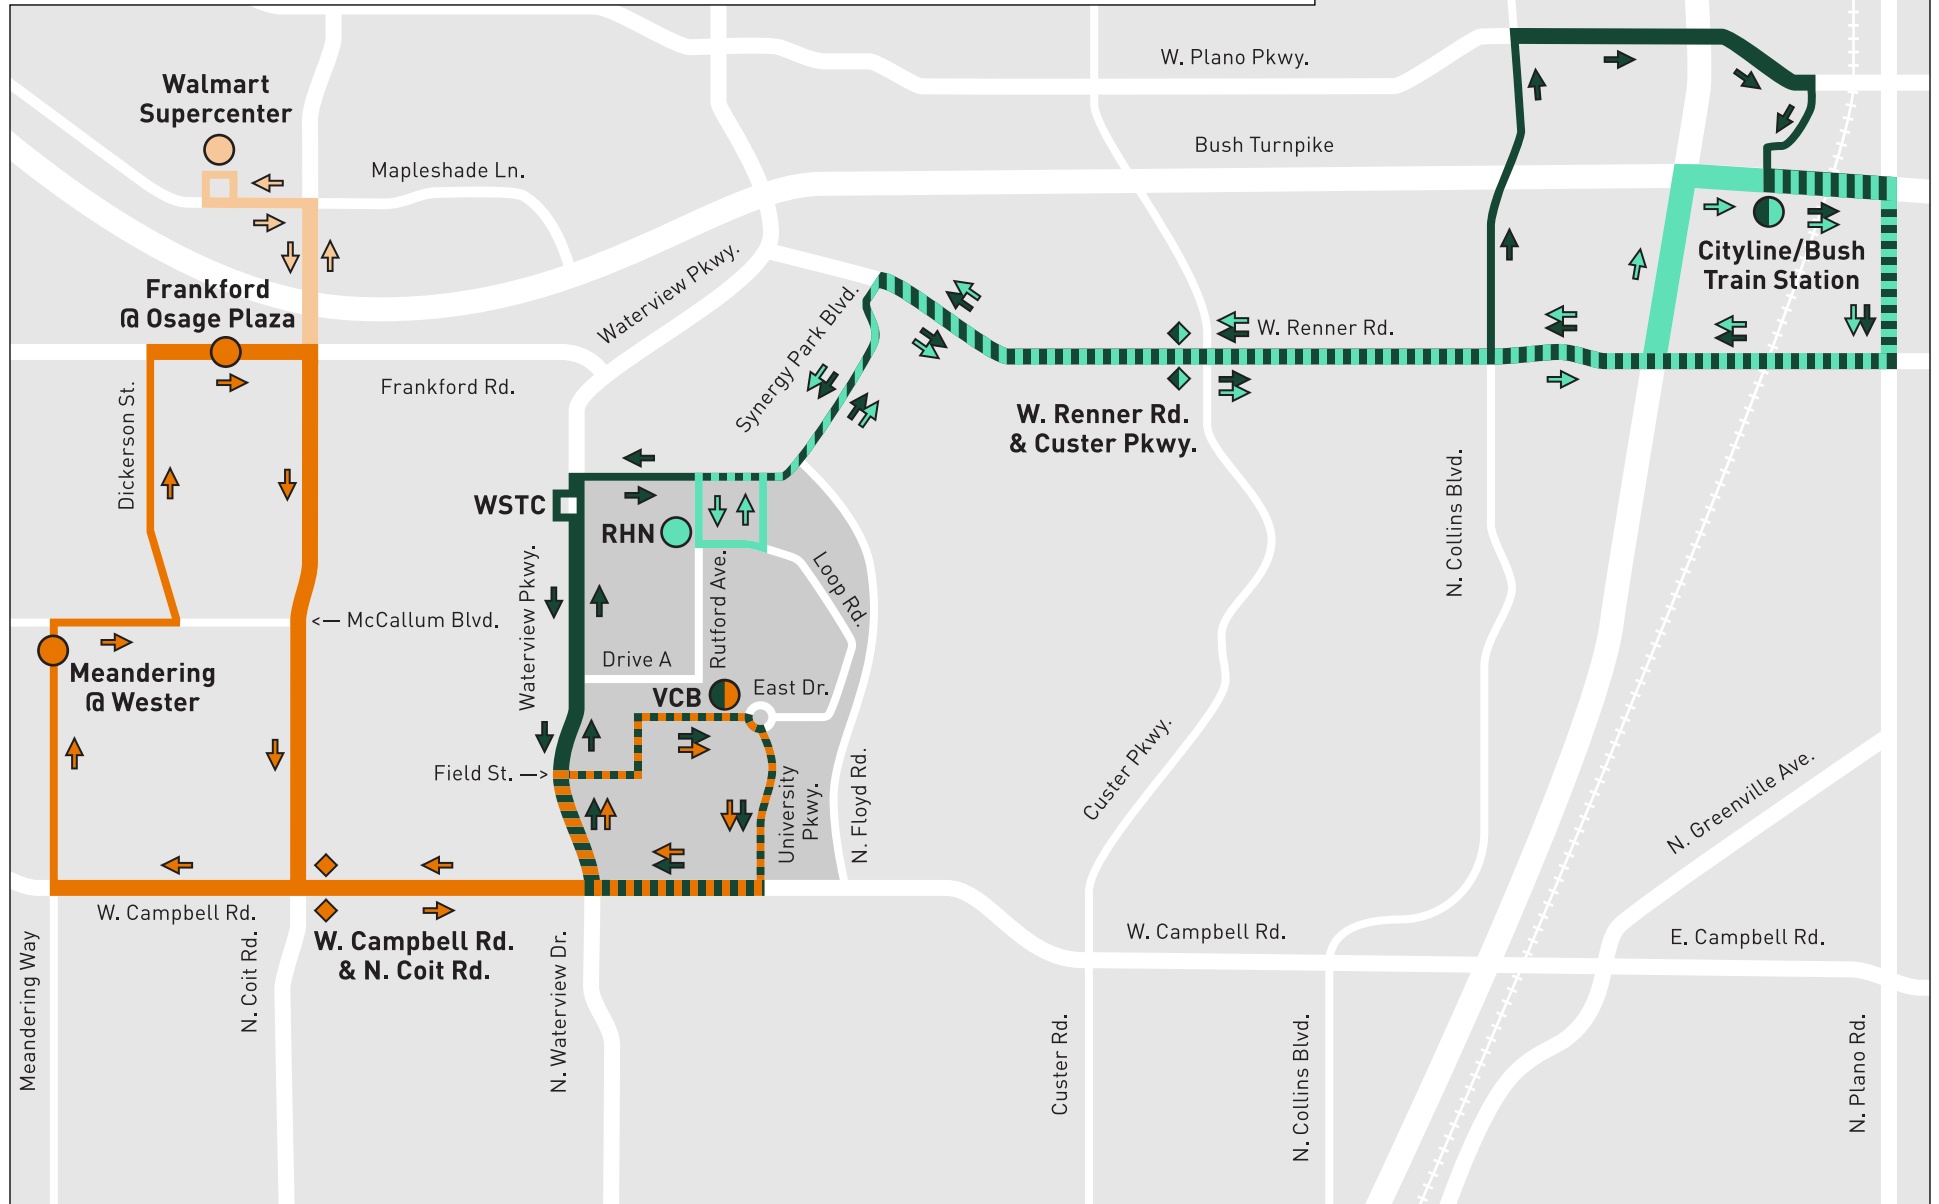 W. Plano Pkwy.
Walmart
Supercenter
Bush Turnpike
Mapleshade Ln.
Waterview Pkwy.
Cityline/Bush
Train Station
Frankford
@ Osage Plaza
Synergy Park Blvd.
W. Renner Rd.
Frankford Rd.
Dickerson St.
W. Renner Rd.
& Custer Pkwy.
N. Collins Blvd.
WSTC
RHN
Waterview Pkwy.
Rutford Ave.
Loop Rd.
<— McCallum Blvd.
Drive A
Meandering
@ Wester
VCB
East Dr.
Field St. —>
University
Pkwy.
N. Floyd Rd.
Custer Pkwy.
N. Greenville Ave.
W. Campbell Rd.
W. Campbell Rd.
& N. Coit Rd.
W. Campbell Rd.
E. Campbell Rd.
Meandering Way
N. Coit Rd.
N. Waterview Dr.
Custer Rd.
N. Collins Blvd.
N. Plano Rd.